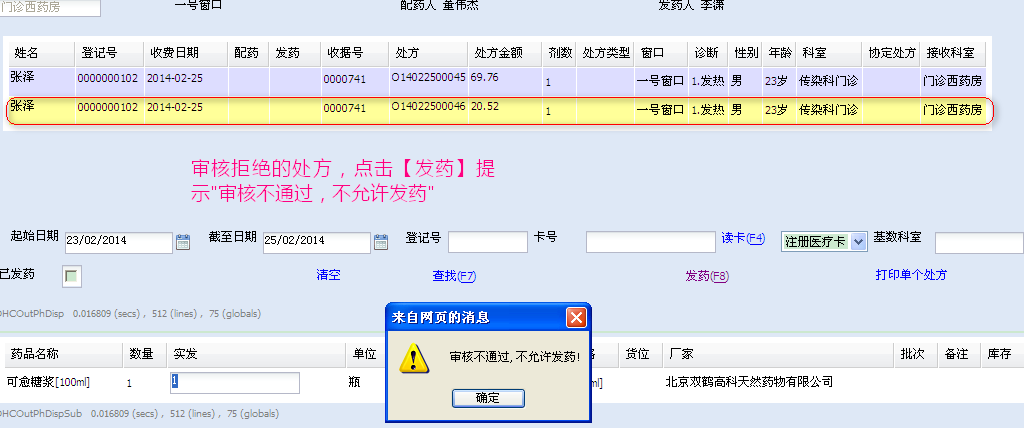 门诊西药房 一号窗口 配药人 董伟杰 发药人 李潇
姓名 登记号 收费日期 配药 发药 收据号 处方 处方金额 剂数 处方类型 窗口 诊断 性别 年龄 科室 协定处方 接收科室
张泽 0000000102 2014-02-25 0000741 O14022500045 69.76 1 一号窗口 1.发热 男 23岁 传染科门诊 门诊西药房
张泽 0000000102 2014-02-25 0000741 O14022500046 20.52 1 一号窗口 1.发热 男 23岁 传染科门诊 门诊西药房
审核拒绝的处方，点击【发药】提
示"审核不通过，不允许发药"
起始日期 23/02/2014 截至日期 25/02/2014 登记号 卡号 读卡(F4) 注册医疗卡 基数科室
已发药 清空 查找(F7) 发药(F8) 打印单个处方
DHCOutPhDisp 0.016809 (secs) , 512 (lines) , 75 (globals)
来自网页的消息
审核不通过, 不允许发药!
确定
药品名称 数量 实发 单位 货位 厂家 批次 备注 库存
可愈糖浆[100ml] 1 1 瓶 ml] 北京双鹤高科天然药物有限公司
DHCOutPhDispSub 0.016809 (secs) , 512 (lines) , 75 (globals)